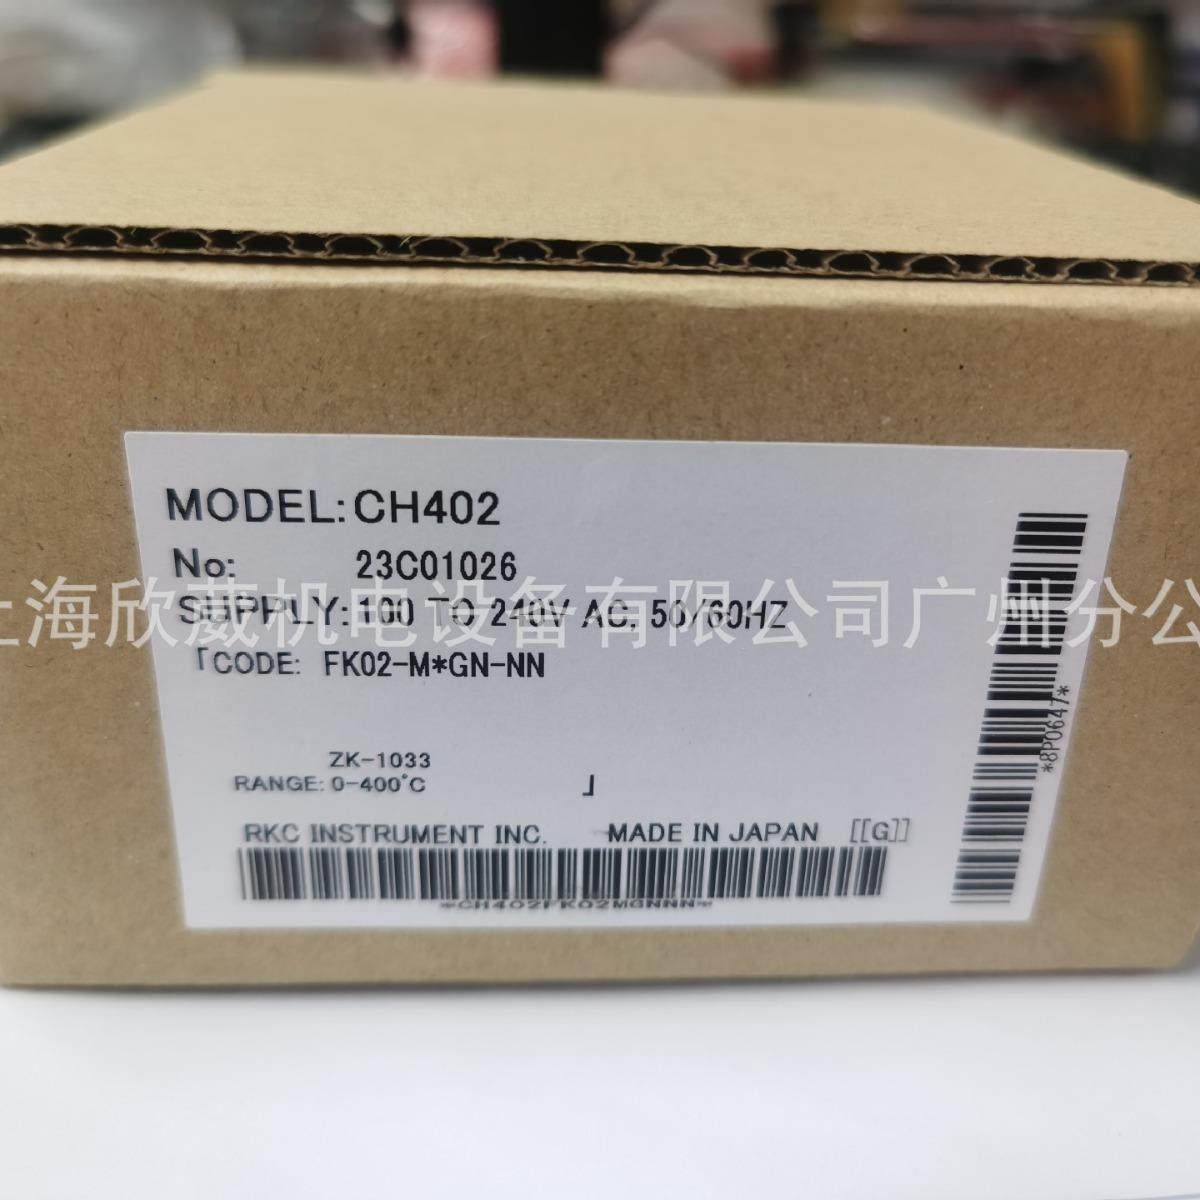 MODEL:CH402
No: 23C01026
上海欣葳机电设备有限公司广州分公
SUPPLY: 100 TO 240V AC, 50/60HZ
「CODE: FK02-M*GN-NN
ZK-1033
RANGE: 0-400℃ 」
RKC INSTRUMENT INC. MADE IN JAPAN [[G]]
*CH402FK02MGNNN*
*8P0647*